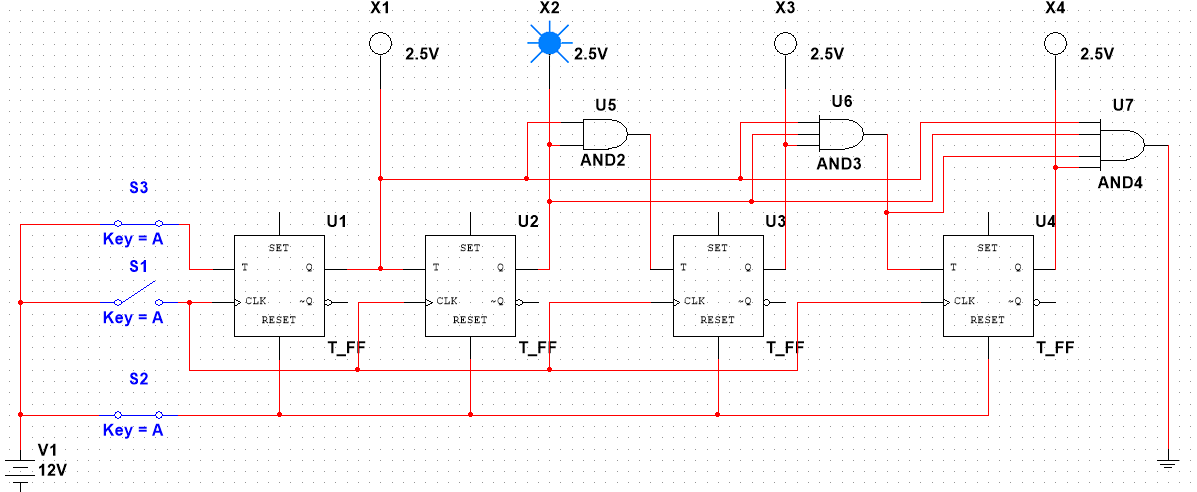 X1 X2 X3 X4
2.5V 2.5V 2.5V 2.5V
U5 U6 U7
AND2 AND3 AND4
S3
Key = A
S1
Key = A
S2
Key = A
U1 U2 U3 U4
SET SET SET SET
T Q T Q T Q T Q
CLK ~Q CLK ~Q CLK ~Q CLK ~Q
RESET RESET RESET RESET
T_FF T_FF T_FF T_FF
V1
12V